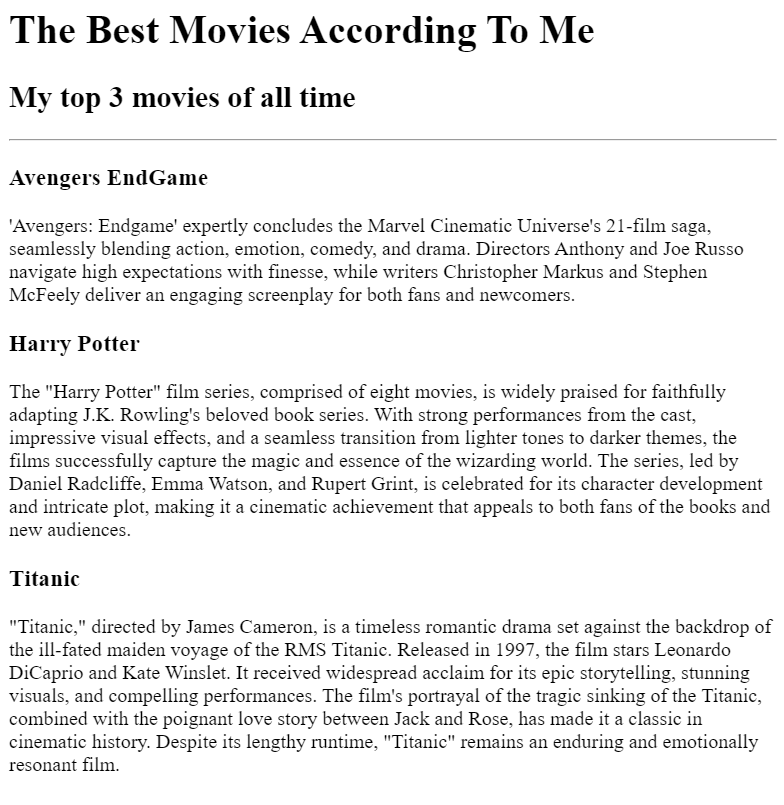 The Best Movies According To Me
My top 3 movies of all time
Avengers EndGame
'Avengers: Endgame' expertly concludes the Marvel Cinematic Universe's 21-film saga,
seamlessly blending action, emotion, comedy, and drama. Directors Anthony and Joe Russo
navigate high expectations with finesse, while writers Christopher Markus and Stephen
McFeely deliver an engaging screenplay for both fans and newcomers.
Harry Potter
The "Harry Potter" film series, comprised of eight movies, is widely praised for faithfully
adapting J.K. Rowling's beloved book series. With strong performances from the cast,
impressive visual effects, and a seamless transition from lighter tones to darker themes, the
films successfully capture the magic and essence of the wizarding world. The series, led by
Daniel Radcliffe, Emma Watson, and Rupert Grint, is celebrated for its character development
and intricate plot, making it a cinematic achievement that appeals to both fans of the books and
new audiences.
Titanic
"Titanic," directed by James Cameron, is a timeless romantic drama set against the backdrop of
the ill-fated maiden voyage of the RMS Titanic. Released in 1997, the film stars Leonardo
DiCaprio and Kate Winslet. It received widespread acclaim for its epic storytelling, stunning
visuals, and compelling performances. The film's portrayal of the tragic sinking of the Titanic,
combined with the poignant love story between Jack and Rose, has made it a classic in
cinematic history. Despite its lengthy runtime, "Titanic" remains an enduring and emotionally
resonant film.